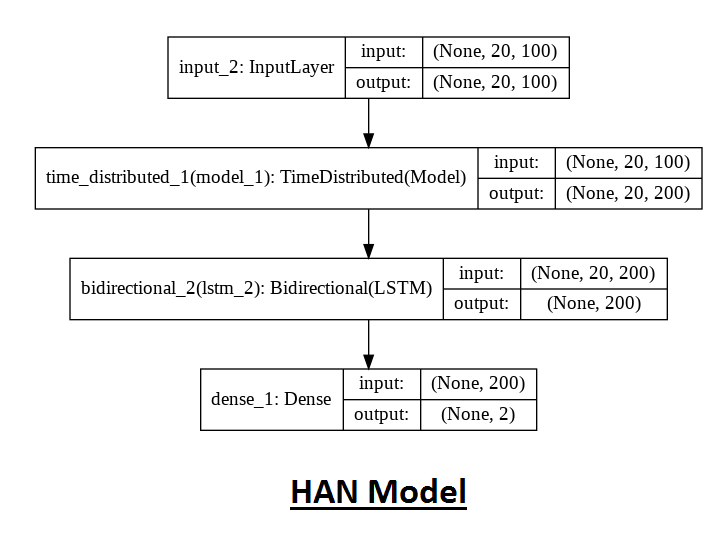 input_2: InputLayer
input:
(None, 20, 100)
output:
(None, 20, 100)
time_distributed_1(model_1): TimeDistributed(Model)
input:
(None, 20, 100)
output:
(None, 20, 200)
bidirectional_2(lstm_2): Bidirectional(LSTM)
input:
(None, 20, 200)
output:
(None, 200)
dense_1: Dense
input:
(None, 200)
output:
(None, 2)
HAN Model